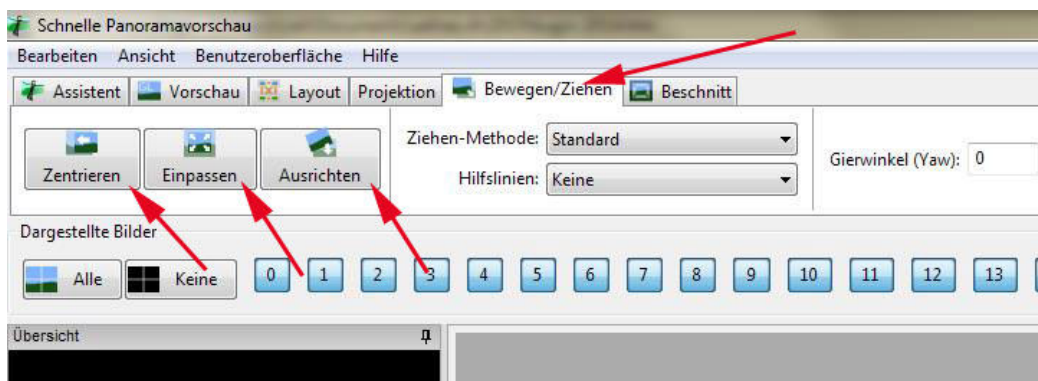 Schnelle Panoramavorschau
Bearbeiten Ansicht Benutzeroberfläche Hilfe
Assistent Vorschau Layout Projektion Bewegen/Ziehen Beschnitt
Ziehen-Methode: Standard
Zentrieren Einpassen Ausrichten
Hilfslinien: Keine
Gierwinkel (Yaw): 0
Dargestellte Bilder
Alle Keine 0 1 2 3 4 5 6 7 8 9 10 11 12 13
Übersicht